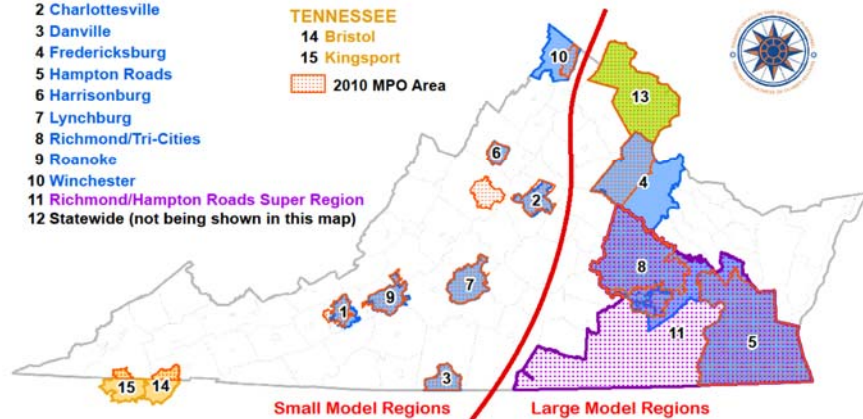 2 Charlottesville
3 Danville
4 Fredericksburg
5 Hampton Roads
6 Harrisonburg
7 Lynchburg
8 Richmond/Tri-Cities
9 Roanoke
10 Winchester
11 Richmond/Hampton Roads Super Region
12 Statewide (not being shown in this map)
TENNESSEE
14 Bristol
15 Kingsport
2010 MPO Area
10
13
6
4
2
8
7
9
1
11
5
15
14
3
Small Model Regions
Large Model Regions